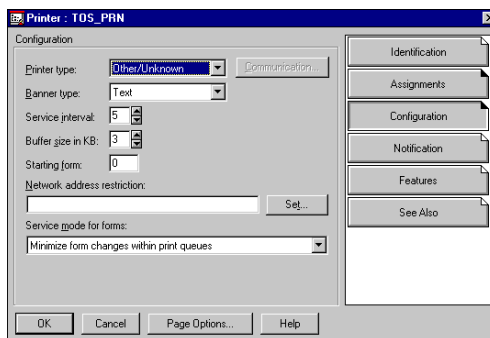 Printer : TOS_PRN
Configuration
Printer type: Other/Unknown Communication...
Banner type: Text
Service interval: 5
Buffer size in KB: 3
Starting form: 0
Network address restriction:
Set...
Service mode for forms:
Minimize form changes within print queues
OK Cancel Page Options... Help
Identification
Assignments
Configuration
Notification
Features
See Also